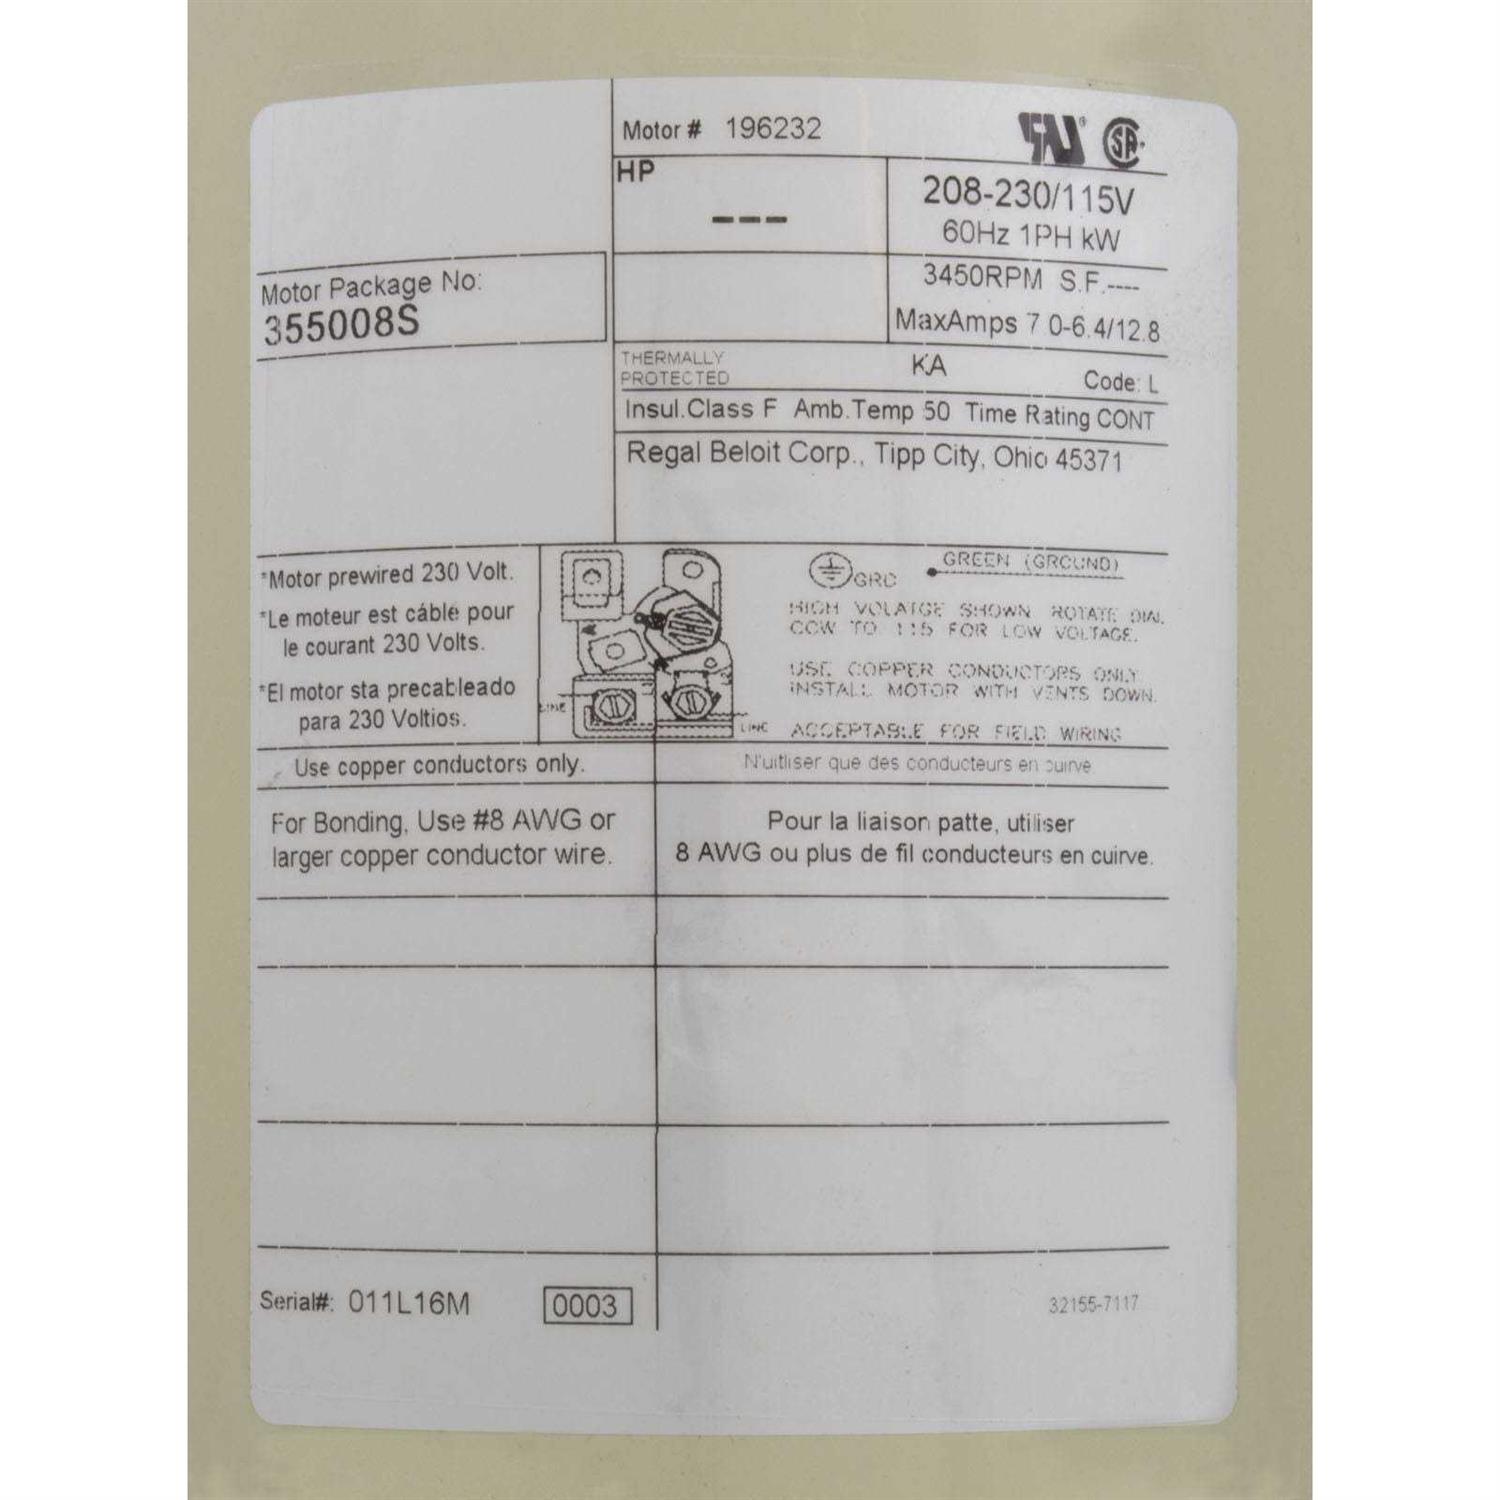 Motor # 196232
HP
---
208-230/115V
60Hz 1PH kW
Motor Package No:
355008S
3450RPM S.F.----
MaxAmps 7 0-6.4/12.8
THERMALLY
PROTECTED
KA
Code: L
Insul.Class F Amb.Temp 50 Time Rating CONT
Regal Beloit Corp., Tipp City, Ohio 45371
*Motor prewired 230 Volt.
*Le moteur est câblé pour
le courant 230 Volts.
*El motor sta precableado
para 230 Voltios.
LINE
LINE
GRD
GREEN (GROUND)
HIGH VOLATGE SHOWN ROTATE DIAL
CCW TO 115 FOR LOW VOLTAGE.
USE COPPER CONDUCTORS ONLY
INSTALL MOTOR WITH VENTS DOWN.
ACCEPTABLE FOR FIELD WIRING
Use copper conductors only.
N'uitliser que des conducteurs en cuirve
For Bonding, Use #8 AWG or
larger copper conductor wire.
Pour la liaison patte, utiliser
8 AWG ou plus de fil conducteurs en cuirve.
Serial#: 011L16M
0003
32155-7117